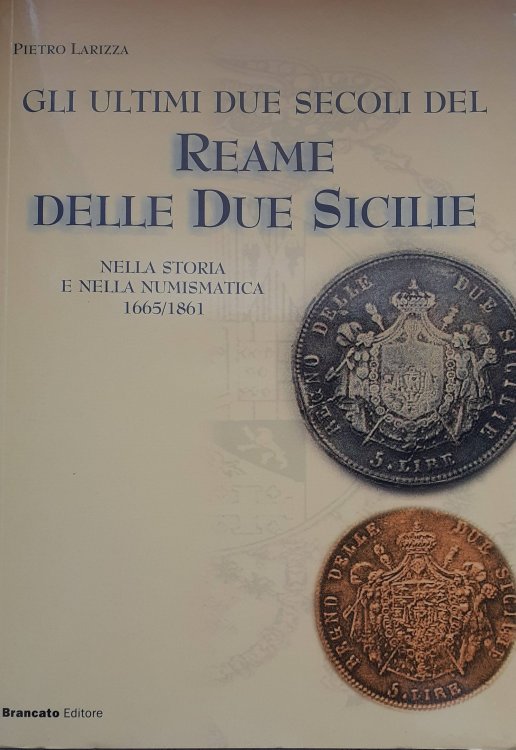 PIETRO LARIZZA
GLI ULTIMI DUE SECOLI DEL
REAME
DELLE DUE SICILIE
NELLA STORIA
E NELLA NUMISMATICA
1665/1861
REGNO DELLE DUE SICILIE
5.LIRE
REGNO DELLE DUE SICILIE
5.LIRE
Brancato Editore